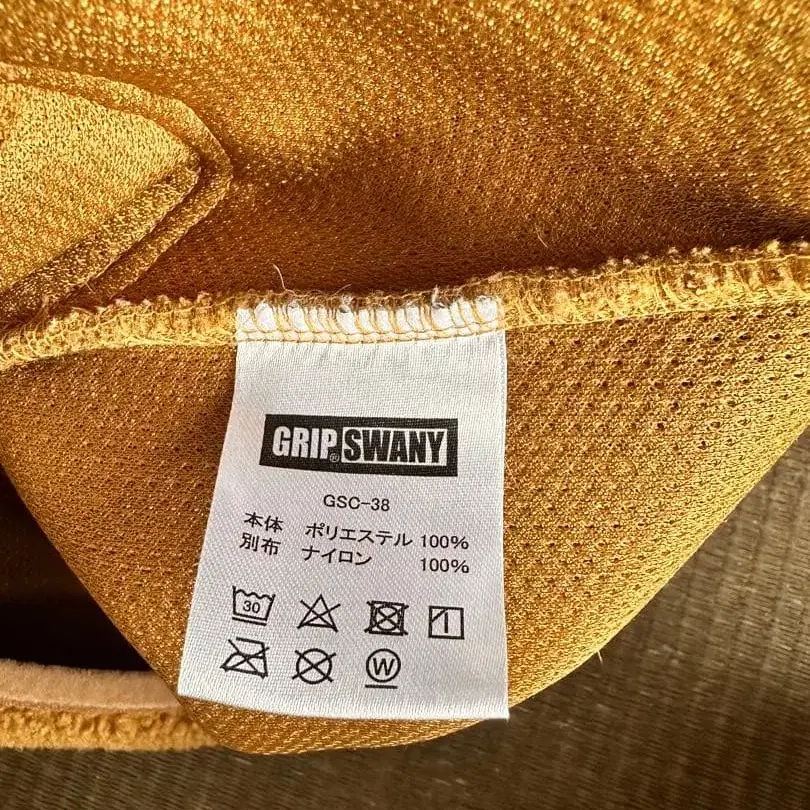 GRIP SWANY
GSC-38
本体 ポリエステル 100%
別布 ナイロン 100%
30
W